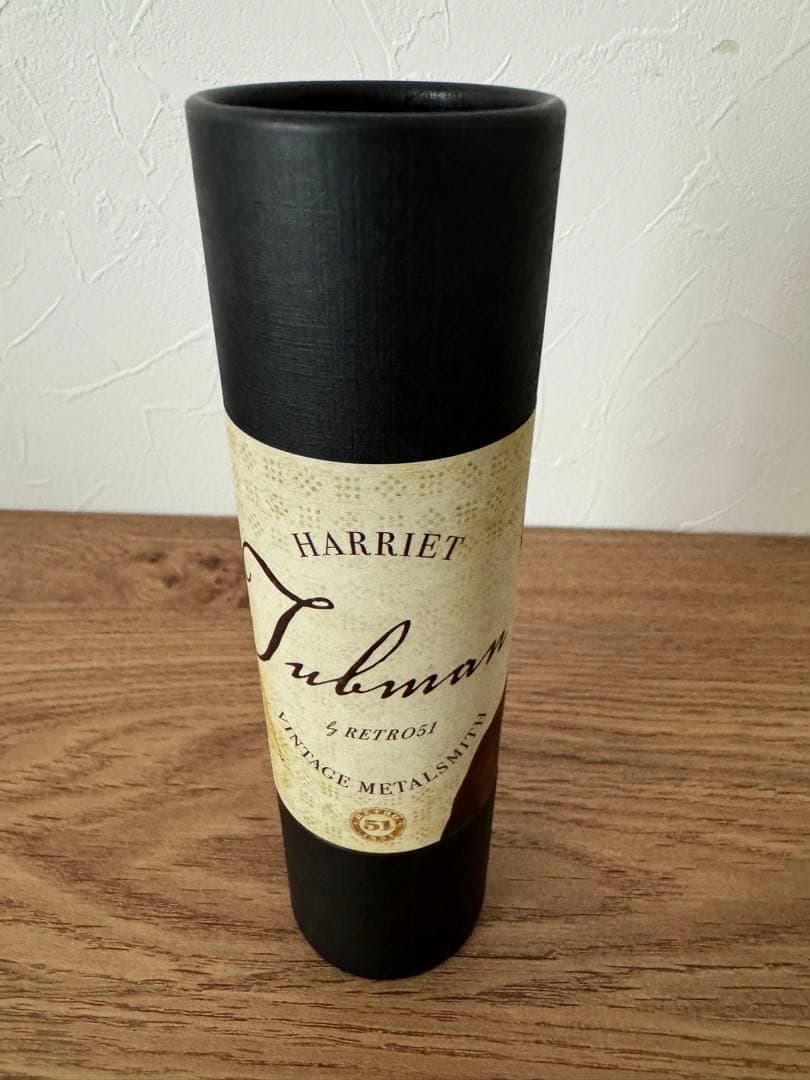 HARRIET
Tubman
by RETRO51
VINTAGE METALSMITH
51